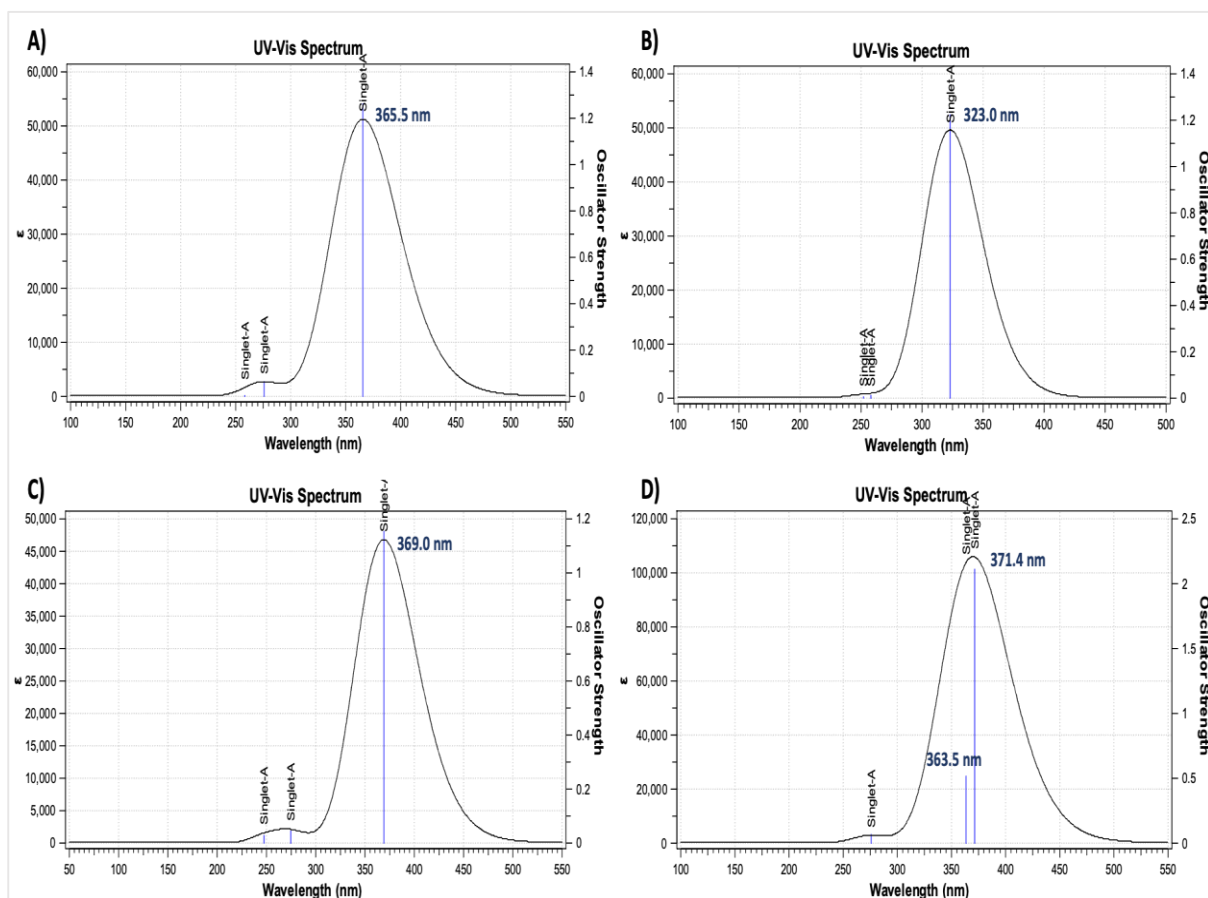 A)
UV-Vis Spectrum
60,000
50,000
40,000
30,000
20,000
10,000
0
ε
1.4
1.2
1
0.8
0.6
0.4
0.2
0
Oscillator Strength
Singlet-A
Singlet-A
Singlet-A
365.5 nm
100 150 200 250 300 350 400 450 500 550
Wavelength (nm)
B)
UV-Vis Spectrum
60,000
50,000
40,000
30,000
20,000
10,000
0
ε
1.4
1.2
1
0.8
0.6
0.4
0.2
0
Oscillator Strength
Singlet-A
Singlet-A
Singlet-A
323.0 nm
100 150 200 250 300 350 400 450 500
Wavelength (nm)
C)
UV-Vis Spectrum
50,000
45,000
40,000
35,000
30,000
25,000
20,000
15,000
10,000
5,000
0
ε
1.2
1
0.8
0.6
0.4
0.2
0
Oscillator Strength
Singlet-A
Singlet-A
Singlet-
369.0 nm
50 100 150 200 250 300 350 400 450 500 550
Wavelength (nm)
D)
UV-Vis Spectrum
120,000
100,000
80,000
60,000
40,000
20,000
0
ε
2.5
2
1.5
1
0.5
0
Oscillator Strength
Singlet-A
Singlet-A
Singlet-A
371.4 nm
363.5 nm
100 150 200 250 300 350 400 450 500 550
Wavelength (nm)